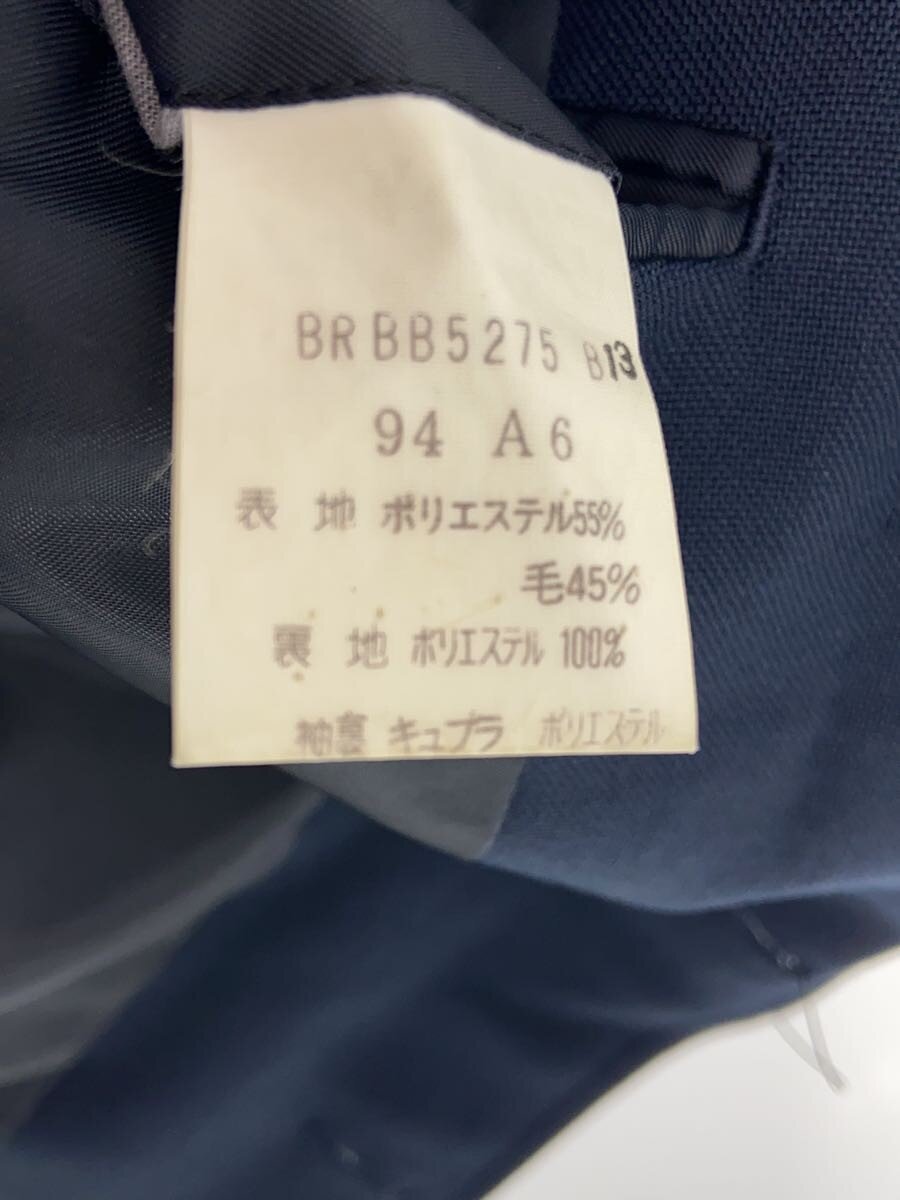 BRBB5275 B13
94 A6
表 地 ポリエステル55%
毛45%
裏 地 ポリエステル 100%
袖裏 キュプラ ポリエステル